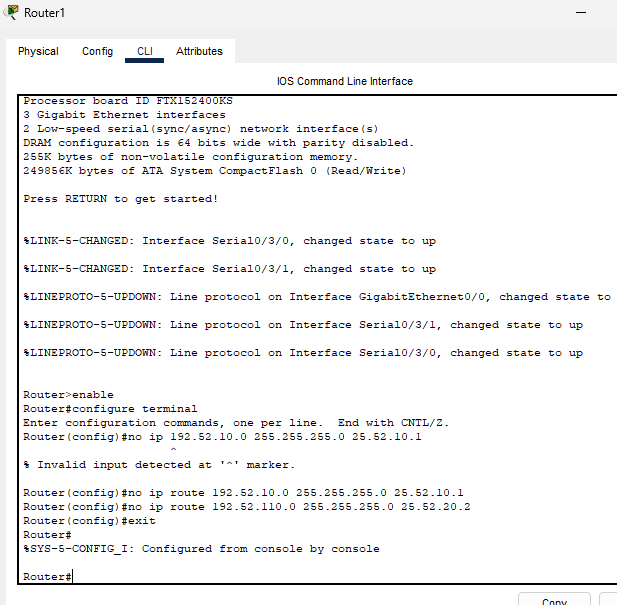 Router1
Physical Config CLI Attributes
IOS Command Line Interface
Processor board ID FTX152400KS
3 Gigabit Ethernet interfaces
2 Low-speed serial(sync/async) network interface(s)
DRAM configuration is 64 bits wide with parity disabled.
255K bytes of non-volatile configuration memory.
249856K bytes of ATA System CompactFlash 0 (Read/Write)
Press RETURN to get started!
%LINK-5-CHANGED: Interface Serial0/3/0, changed state to up
%LINK-5-CHANGED: Interface Serial0/3/1, changed state to up
%LINEPROTO-5-UPDOWN: Line protocol on Interface GigabitEthernet0/0, changed state to
%LINEPROTO-5-UPDOWN: Line protocol on Interface Serial0/3/1, changed state to up
%LINEPROTO-5-UPDOWN: Line protocol on Interface Serial0/3/0, changed state to up
Router>enable
Router#configure terminal
Enter configuration commands, one per line. End with CNTL/Z.
Router(config)#no ip 192.52.10.0 255.255.255.0 25.52.10.1
^
% Invalid input detected at '^' marker.
Router(config)#no ip route 192.52.10.0 255.255.255.0 25.52.10.1
Router(config)#no ip route 192.52.110.0 255.255.255.0 25.52.20.2
Router(config)#exit
Router#
%SYS-5-CONFIG_I: Configured from console by console
Router#
Copy